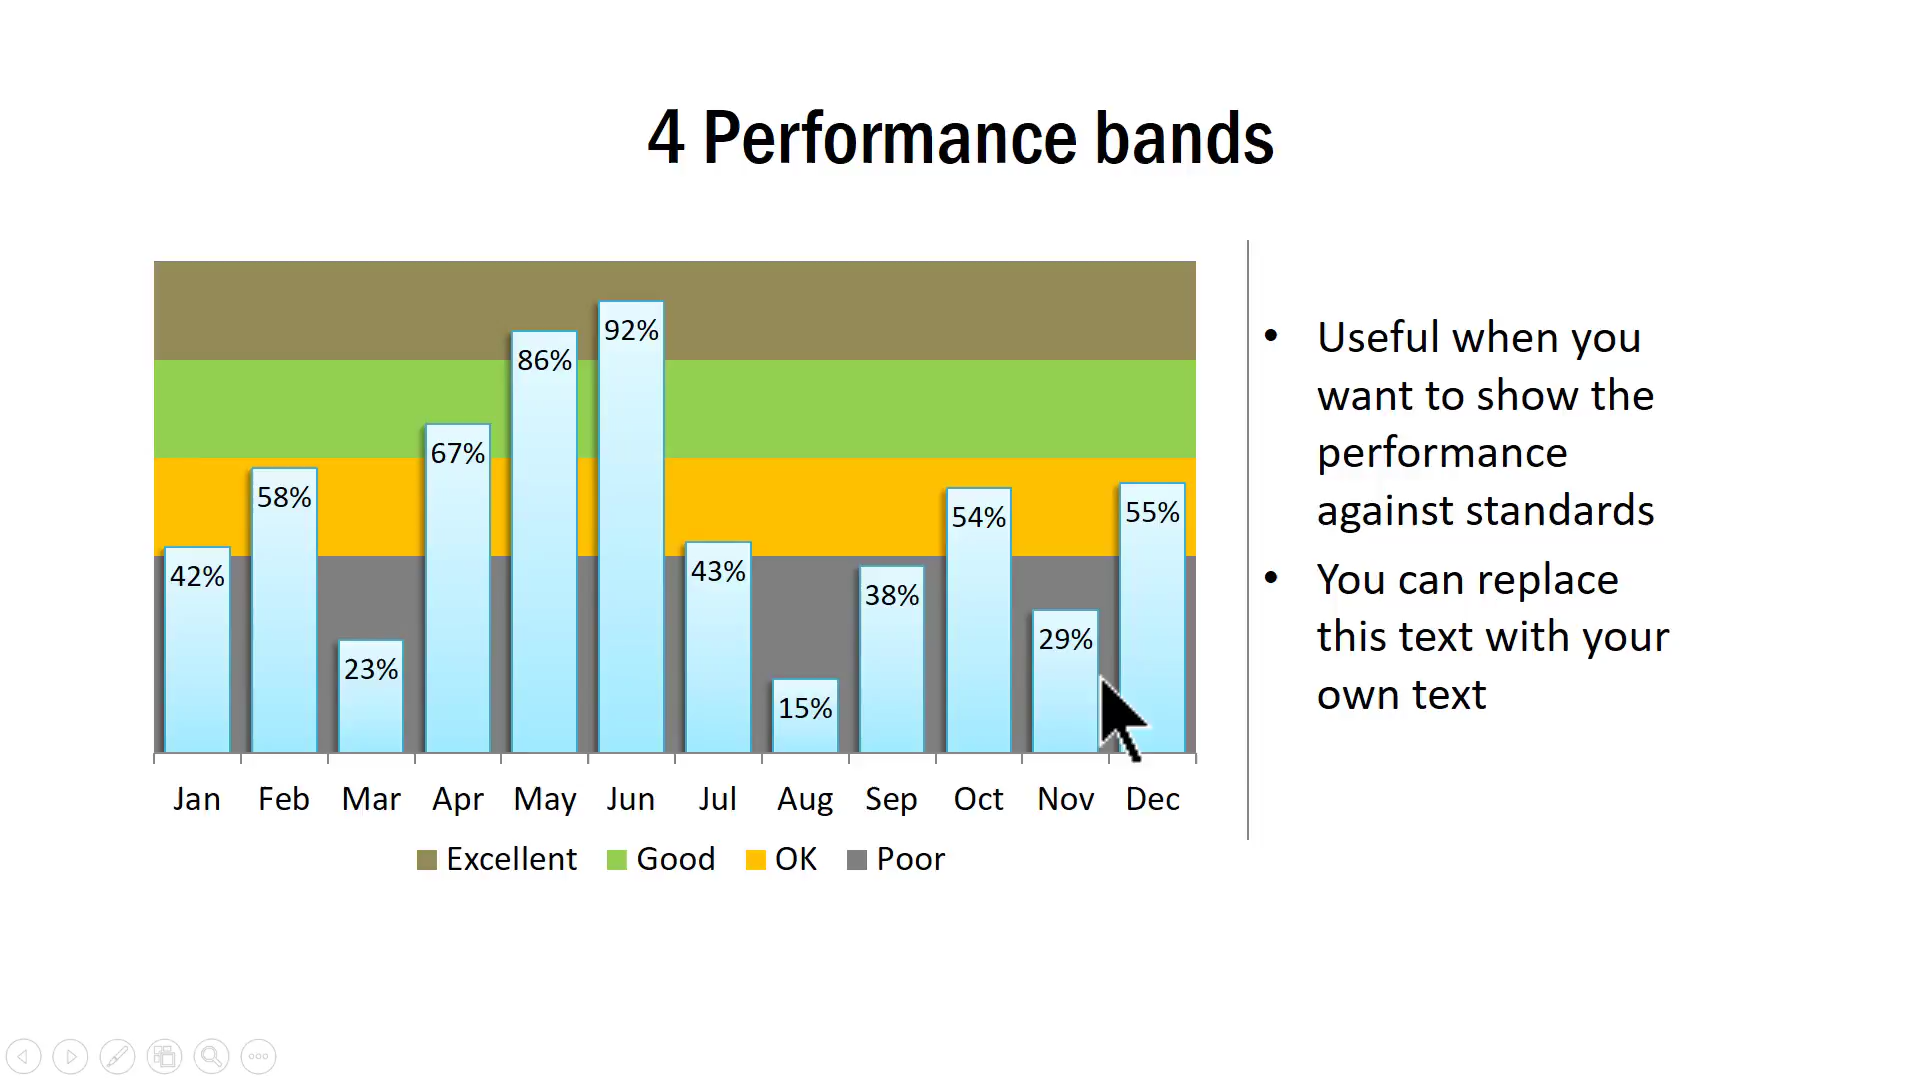 4 Performance bands
42%
58%
23%
67%
86%
92%
43%
15%
38%
54%
29%
55%
Jan Feb Mar Apr May Jun Jul Aug Sep Oct Nov Dec
Excellent Good OK Poor
• Useful when you
want to show the
performance
against standards
• You can replace
this text with your
own text